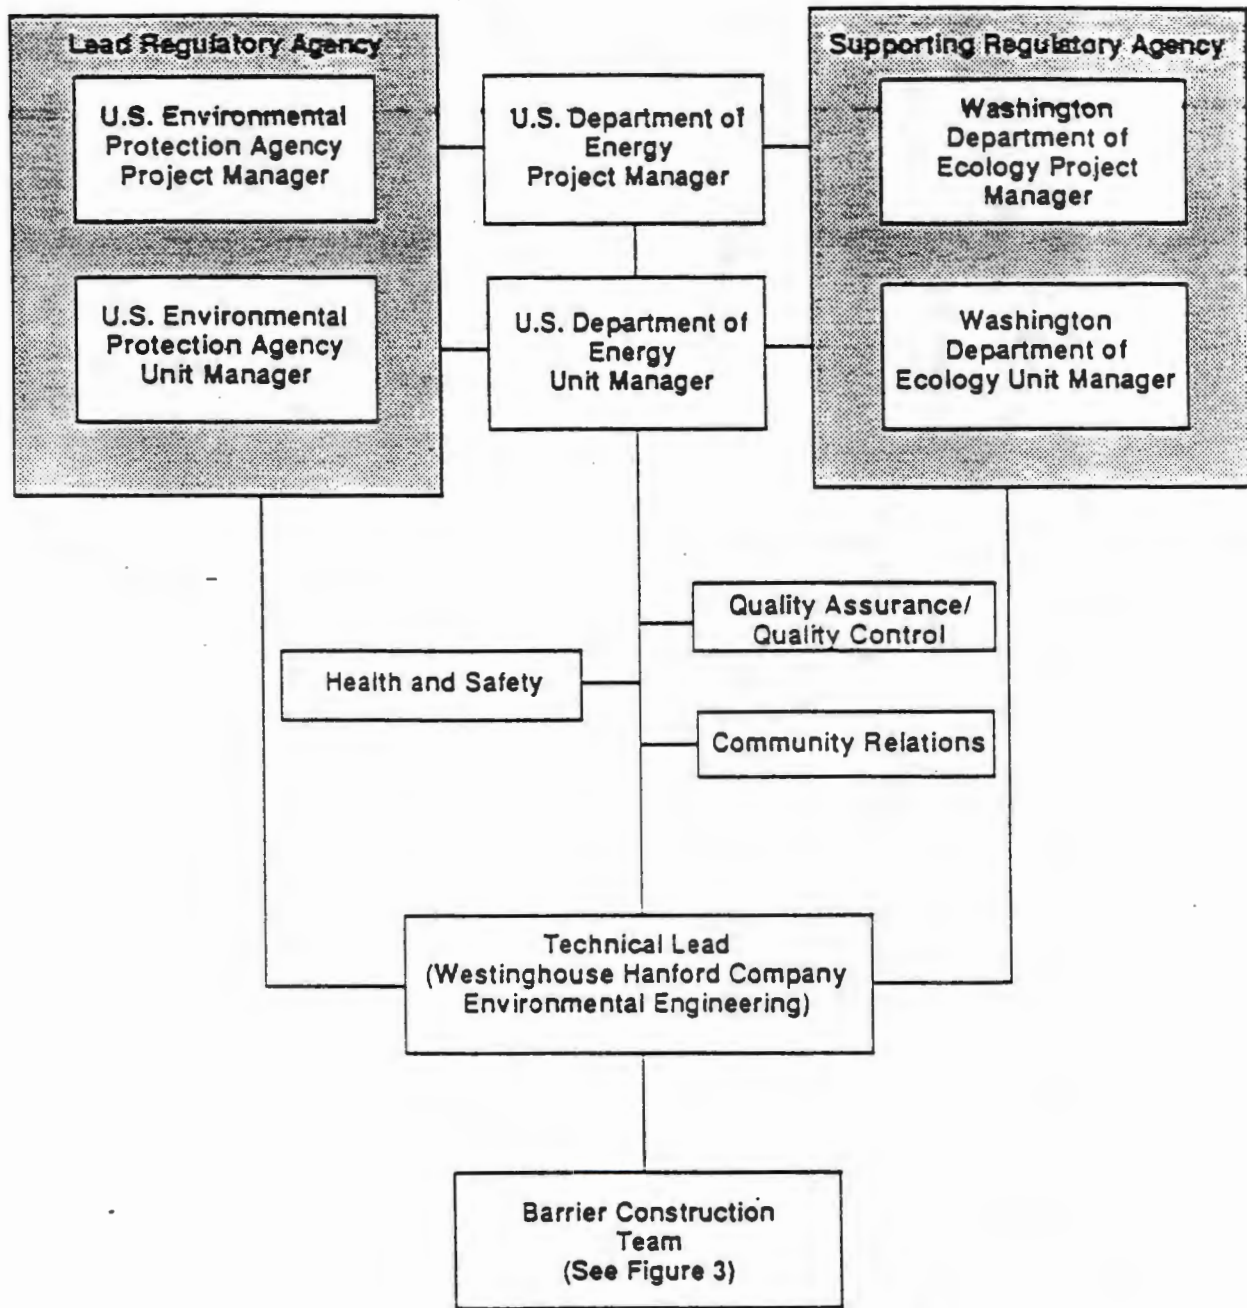 Lead Regulatory Agency
U.S. Environmental
Protection Agency
Project Manager
U.S. Environmental
Protection Agency
Unit Manager
U.S. Department of
Energy
Project Manager
U.S. Department of
Energy
Unit Manager
Supporting Regulatory Agency
Washington
Department of
Ecology Project
Manager
Washington
Department of
Ecology Unit Manager
Quality Assurance/
Quality Control
Health and Safety
Community Relations
Technical Lead
(Westinghouse Hanford Company
Environmental Engineering)
Barrier Construction
Team
(See Figure 3)